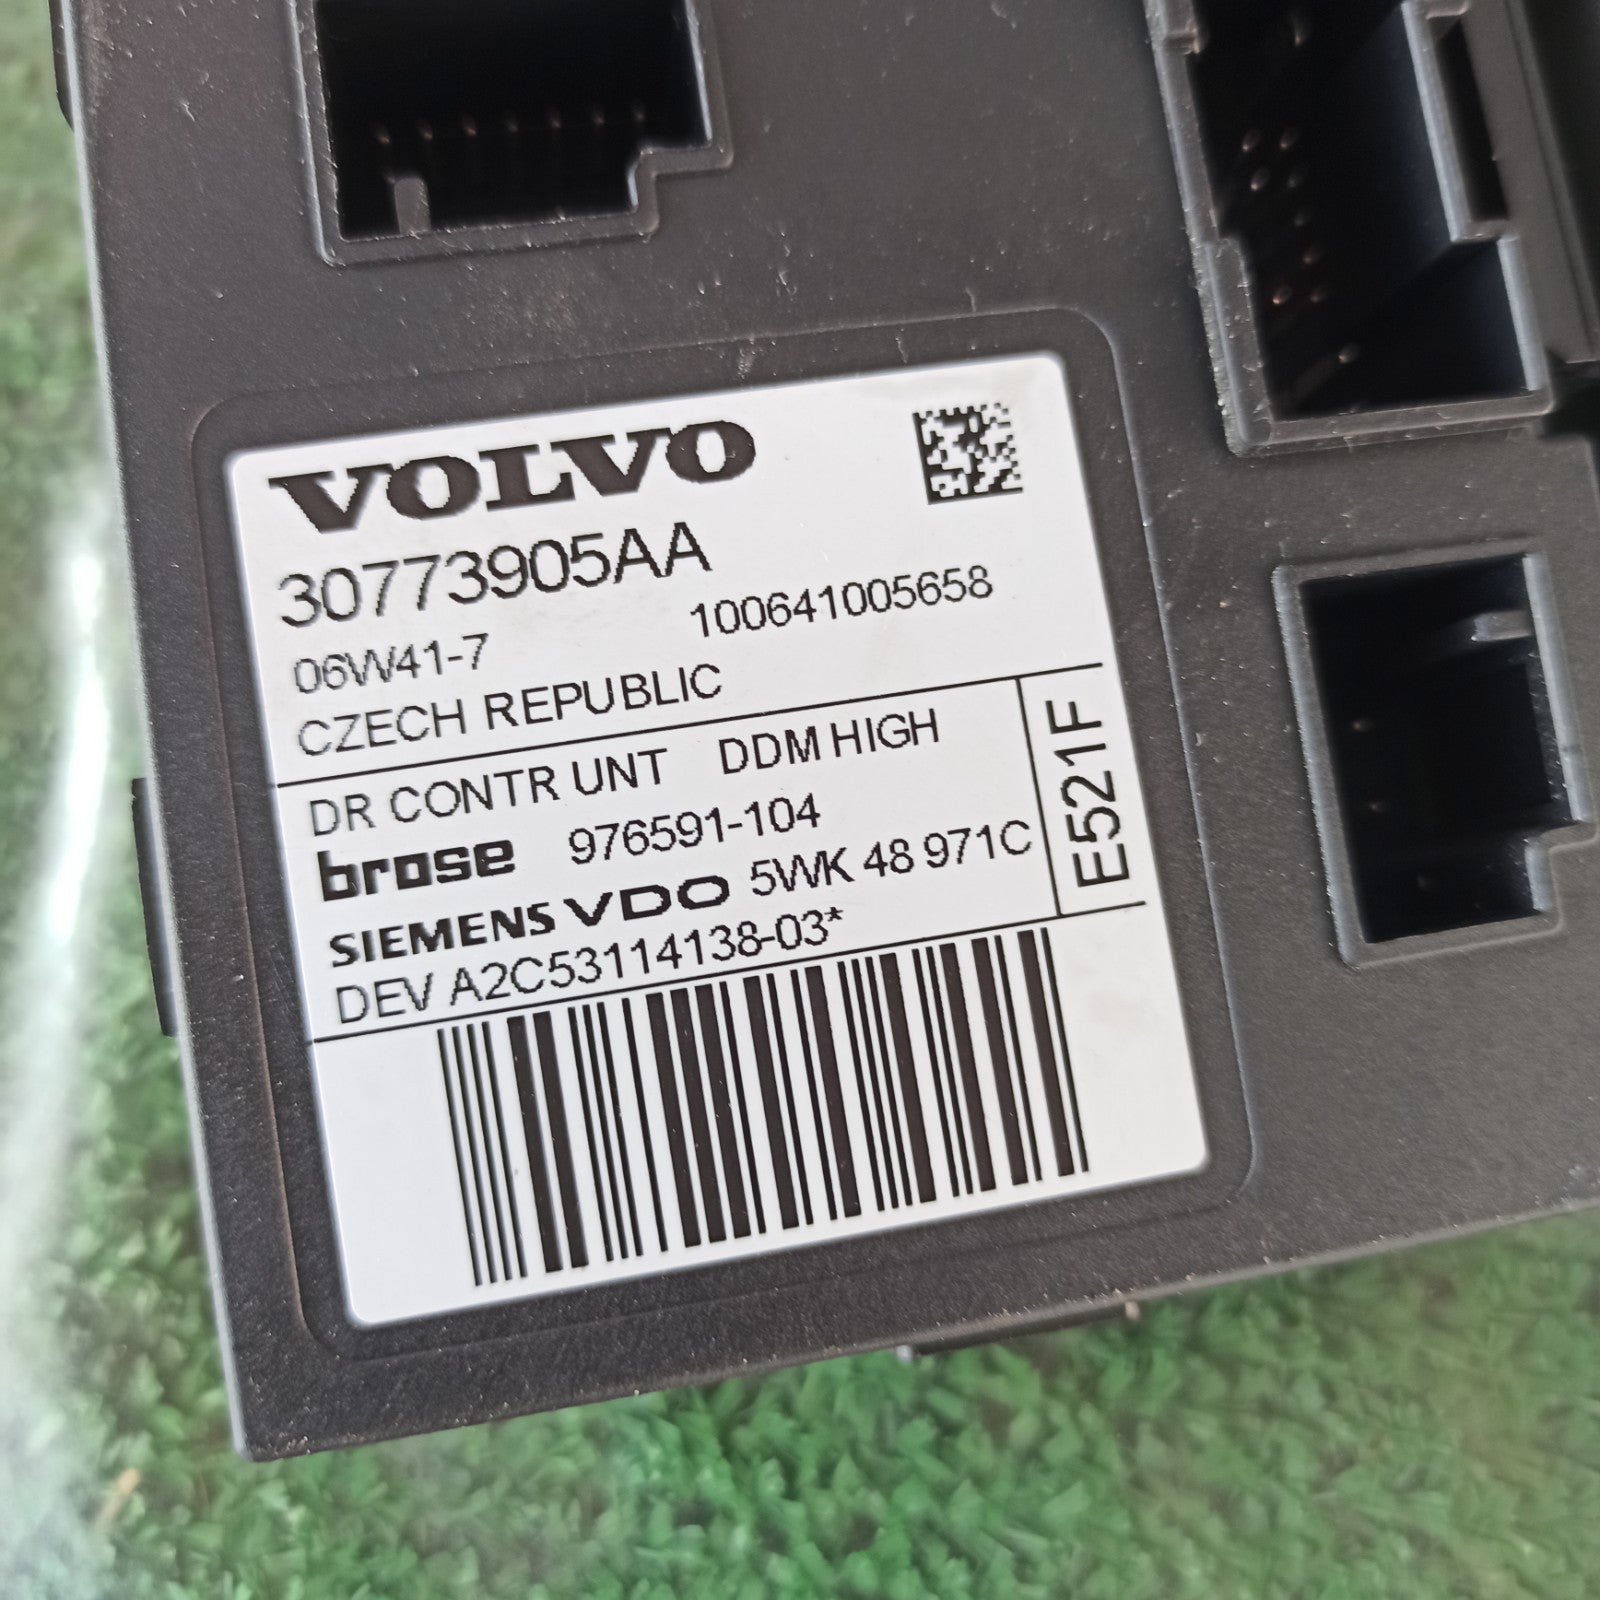 VOLVO
30773905AA
06W41-7 100641005658
CZECH REPUBLIC
DR CONTR UNT DDM HIGH
brose 976591-104
SIEMENS VDO 5WK 48 971C
DEV A2C53114138-03*
E521F